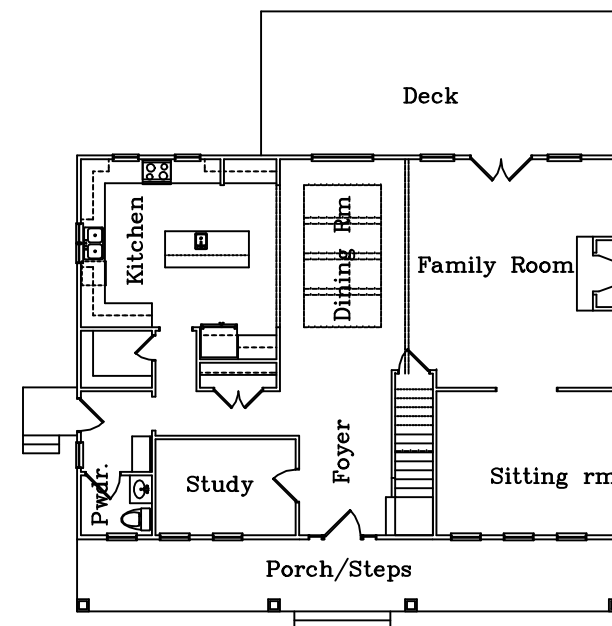 Deck
Kitchen
Dining Rm
Family Room
Foyer
Pwdr.
Study
Sitting rm
Porch/Steps